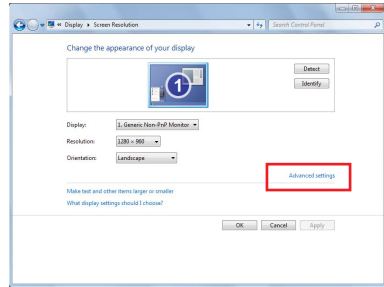 « Display ▸ Screen Resolution
Search Control Panel
Change the appearance of your display
1
Detect
Identify
Display: 1. Generic Non-PnP Monitor
Resolution: 1280 × 960
Orientation: Landscape
Advanced settings
Make text and other items larger or smaller
What display settings should I choose?
OK Cancel Apply